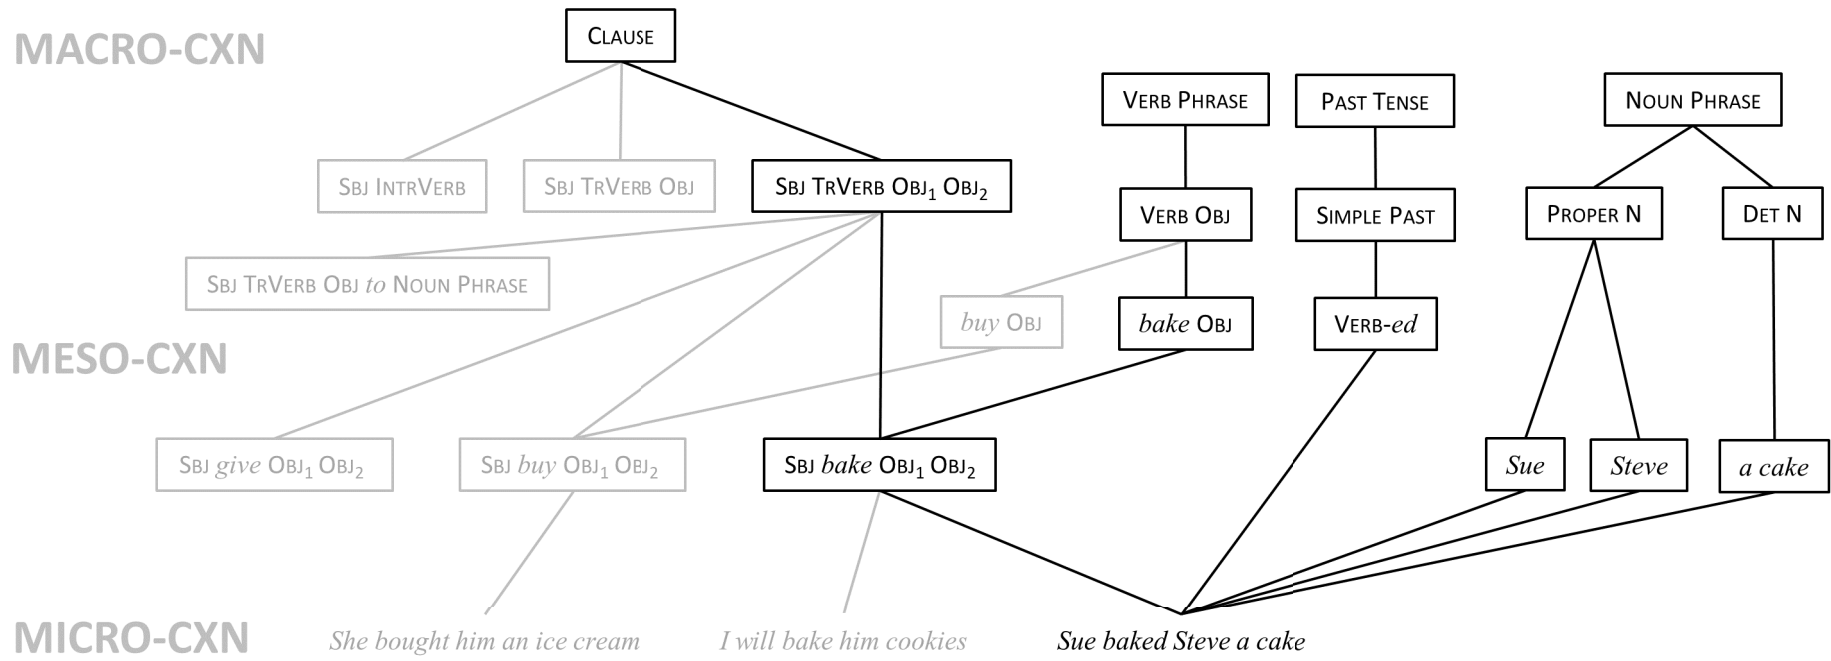 MACRO-CXN
CLAUSE
VERB PHRASE
PAST TENSE
NOUN PHRASE
SBJ INTRVERB
SBJ TRVERB OBJ
SBJ TRVERB OBJ1 OBJ2
VERB OBJ
SIMPLE PAST
PROPER N
DET N
SBJ TRVERB OBJ to NOUN PHRASE
buy OBJ
bake OBJ
VERB-ed
MESO-CXN
SBJ give OBJ1 OBJ2
SBJ buy OBJ1 OBJ2
SBJ bake OBJ1 OBJ2
Sue
Steve
a cake
MICRO-CXN
She bought him an ice cream
I will bake him cookies
Sue baked Steve a cake